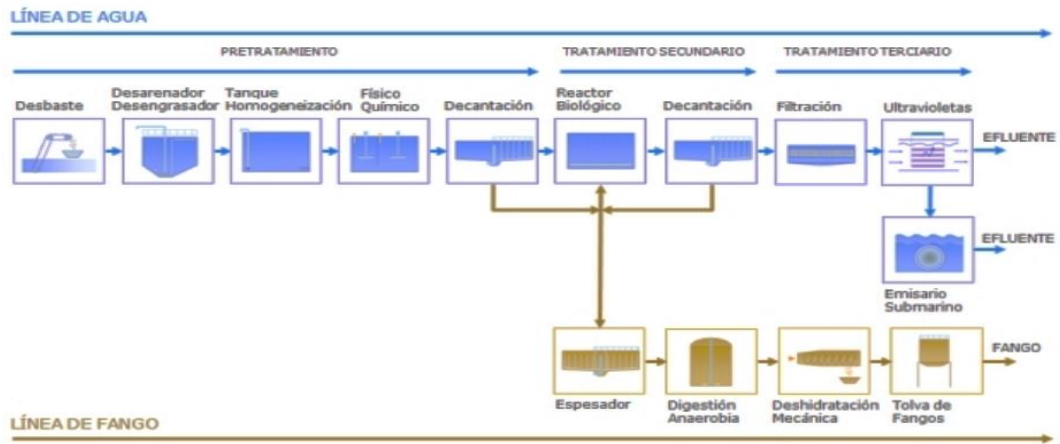 LÍNEA DE AGUA
PRETRATAMIENTO
TRATAMIENTO SECUNDARIO
TRATAMIENTO TERCIARIO
Desbaste
Desarenador
Desengrasador
Tanque
Homogeneización
Físico
Químico
Decantación
Reactor
Biológico
Decantación
Filtración
Ultravioletas
EFLUENTE
EFLUENTE
Emisario
Submarino
FANGO
Espesador
Digestión
Anaerobia
Deshidratación
Mecánica
Tolva de
Fangos
LÍNEA DE FANGO